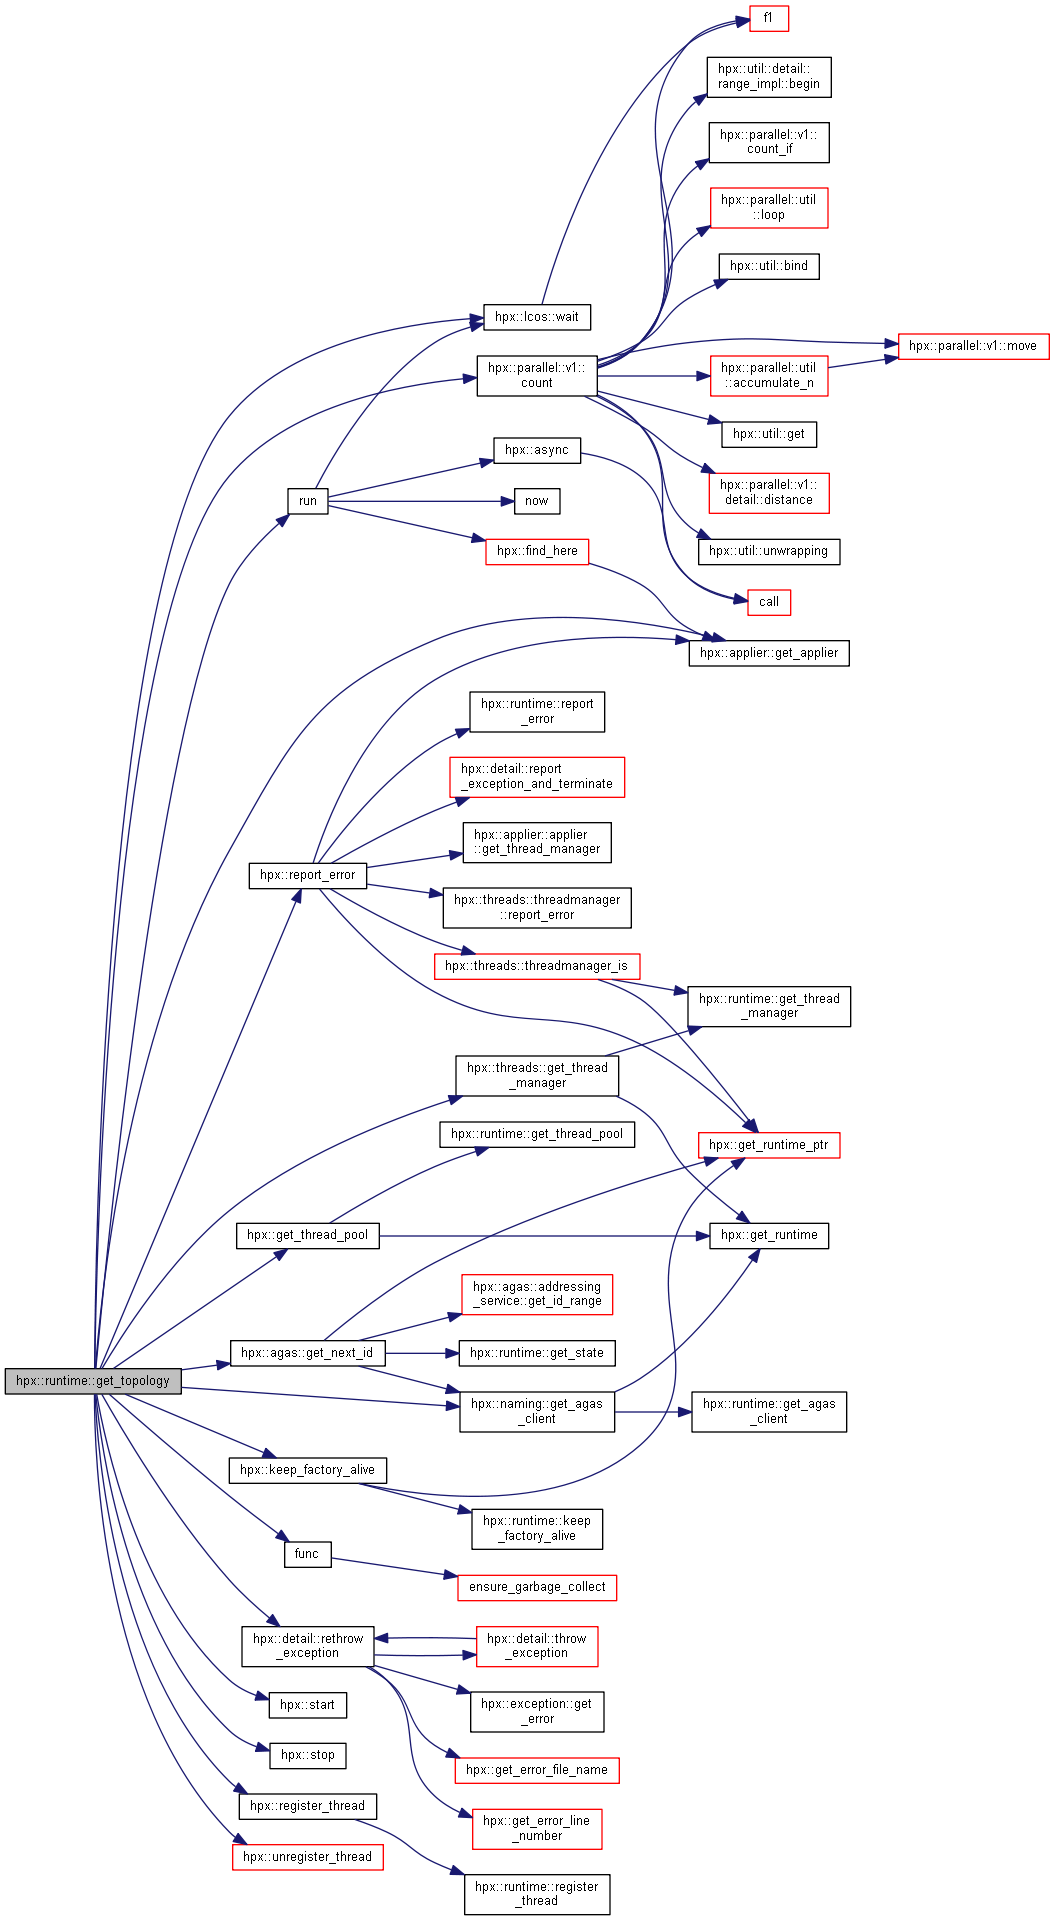 f1
hpx::util::detail::
range_impl::begin
hpx::parallel::v1::
count_if
hpx::parallel::util
::loop
hpx::util::bind
hpx::lcos::wait
hpx::parallel::v1::move
hpx::parallel::v1::
count
hpx::parallel::util
::accumulate_n
hpx::util::get
hpx::async
hpx::parallel::v1::
detail::distance
run
now
hpx::find_here
hpx::util::unwrapping
call
hpx::applier::get_applier
hpx::runtime::report
_error
hpx::detail::report
_exception_and_terminate
hpx::applier::applier
::get_thread_manager
hpx::report_error
hpx::threads::threadmanager
::report_error
hpx::threads::threadmanager_is
hpx::runtime::get_thread
_manager
hpx::threads::get_thread
_manager
hpx::runtime::get_thread_pool
hpx::get_runtime_ptr
hpx::get_thread_pool
hpx::get_runtime
hpx::agas::addressing
_service::get_id_range
hpx::agas::get_next_id
hpx::runtime::get_state
hpx::runtime::get_topology
hpx::naming::get_agas
_client
hpx::runtime::get_agas
_client
hpx::keep_factory_alive
hpx::runtime::keep
_factory_alive
func
ensure_garbage_collect
hpx::detail::rethrow
_exception
hpx::detail::throw
_exception
hpx::start
hpx::exception::get
_error
hpx::stop
hpx::get_error_file_name
hpx::register_thread
hpx::get_error_line
_number
hpx::unregister_thread
hpx::runtime::register
_thread